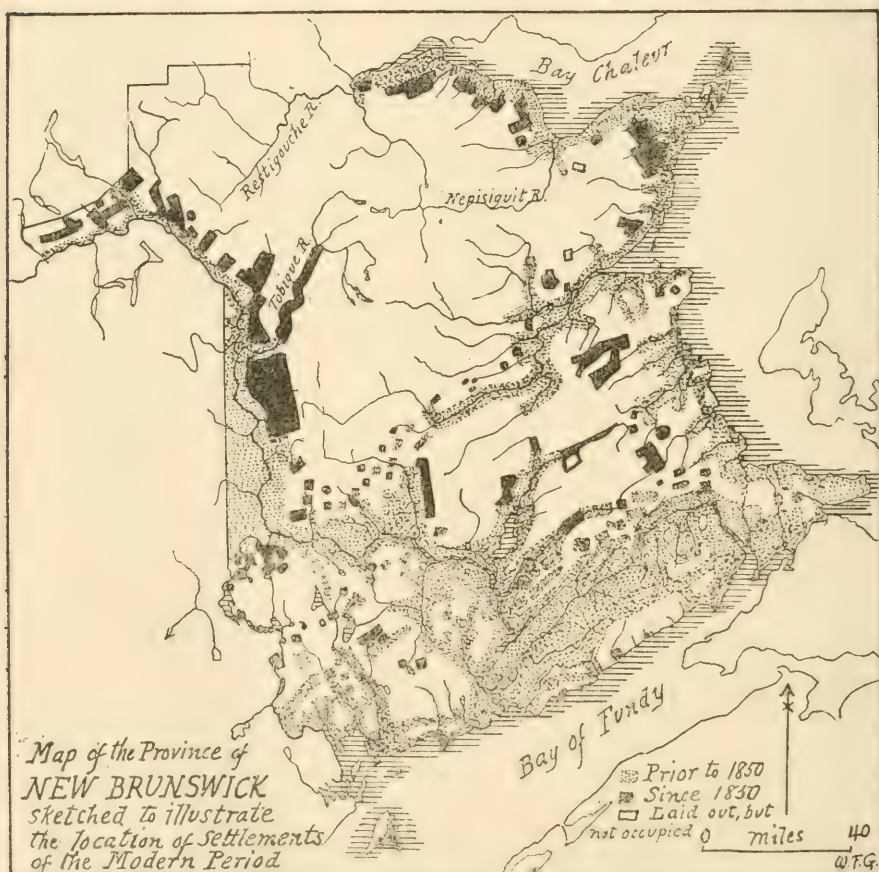 Bay Chaleur
Restigouche R.
Nepisiguit R.
Tobique R.
Bay of Fundy
Map of the Province of
NEW BRUNSWICK
sketched to illustrate
the location of Settlements
of the Modern Period
Prior to 1850
Since 1850
Laid out, but
not occupied
0 miles 40
W.F.G.